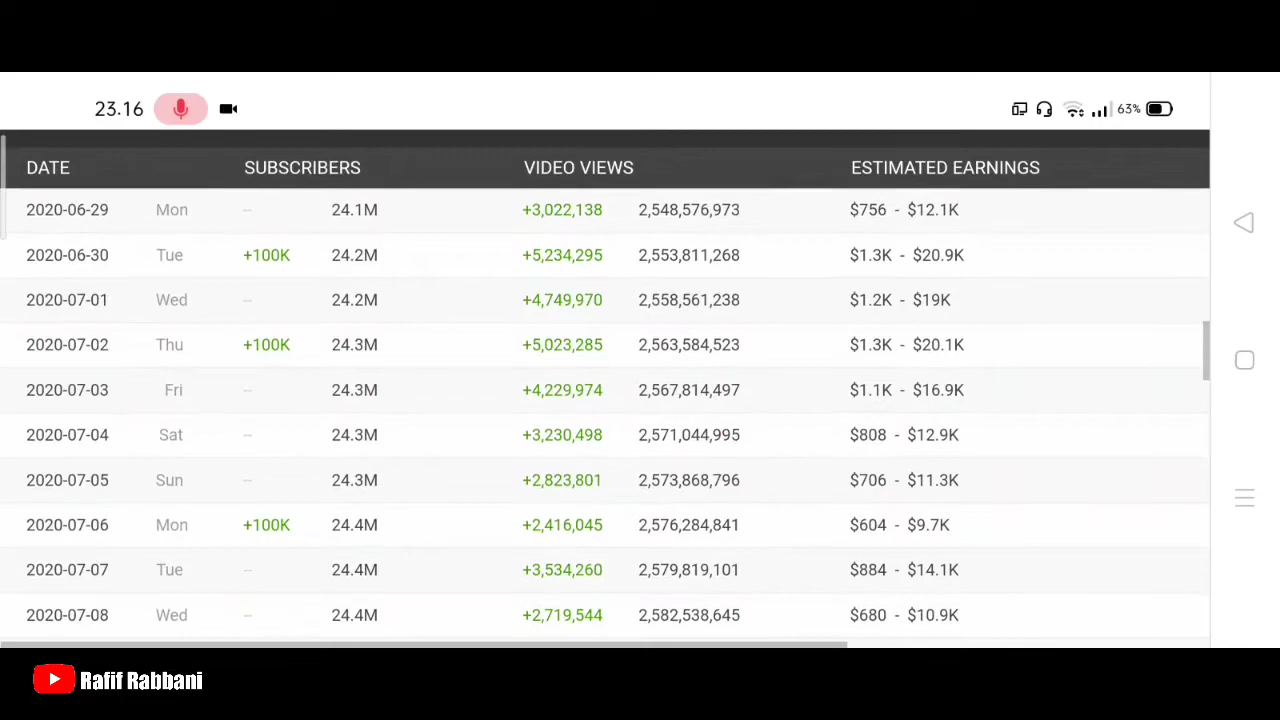 23.16 63%
DATE SUBSCRIBERS VIDEO VIEWS ESTIMATED EARNINGS
2020-06-29 Mon -- 24.1M +3,022,138 2,548,576,973 $756 - $12.1K
2020-06-30 Tue +100K 24.2M +5,234,295 2,553,811,268 $1.3K - $20.9K
2020-07-01 Wed -- 24.2M +4,749,970 2,558,561,238 $1.2K - $19K
2020-07-02 Thu +100K 24.3M +5,023,285 2,563,584,523 $1.3K - $20.1K
2020-07-03 Fri -- 24.3M +4,229,974 2,567,814,497 $1.1K - $16.9K
2020-07-04 Sat -- 24.3M +3,230,498 2,571,044,995 $808 - $12.9K
2020-07-05 Sun -- 24.3M +2,823,801 2,573,868,796 $706 - $11.3K
2020-07-06 Mon +100K 24.4M +2,416,045 2,576,284,841 $604 - $9.7K
2020-07-07 Tue -- 24.4M +3,534,260 2,579,819,101 $884 - $14.1K
2020-07-08 Wed -- 24.4M +2,719,544 2,582,538,645 $680 - $10.9K
Rafif Rabbani